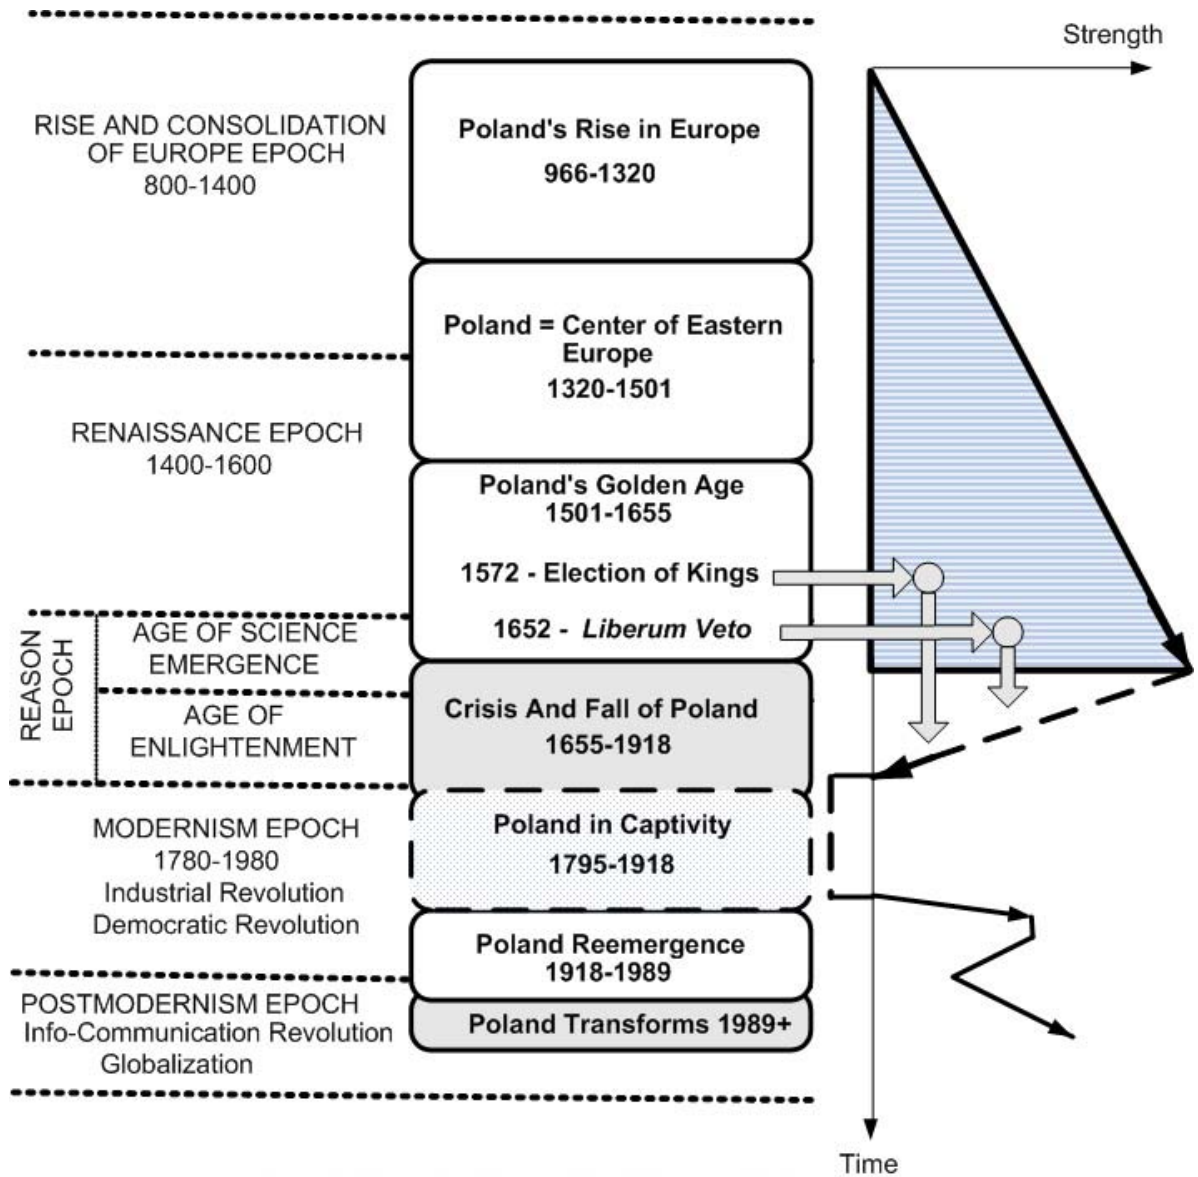 Strength
RISE AND CONSOLIDATION
OF EUROPE EPOCH
800-1400
Poland's Rise in Europe
966-1320
Poland = Center of Eastern
Europe
1320-1501
RENAISSANCE EPOCH
1400-1600
Poland's Golden Age
1501-1655
1572 - Election of Kings
1652 - Liberum Veto
REASON
EPOCH
AGE OF SCIENCE
EMERGENCE
AGE OF
ENLIGHTENMENT
Crisis And Fall of Poland
1655-1918
MODERNISM EPOCH
1780-1980
Industrial Revolution
Democratic Revolution
Poland in Captivity
1795-1918
Poland Reemergence
1918-1989
POSTMODERNISM EPOCH
Info-Communication Revolution
Globalization
Poland Transforms 1989+
Time